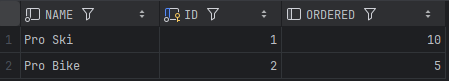 NAME ID ORDERED
1 Pro Ski 1 10
2 Pro Bike 2 5